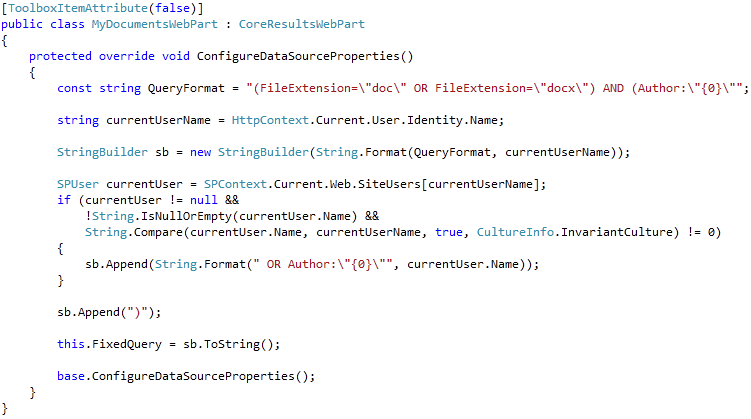 [ToolboxItemAttribute(false)]
public class MyDocumentsWebPart : CoreResultsWebPart
{
    protected override void ConfigureDataSourceProperties()
    {
        const string QueryFormat = "(FileExtension=\"doc\" OR FileExtension=\"docx\") AND (Author:\"{0}\"";

        string currentUserName = HttpContext.Current.User.Identity.Name;

        StringBuilder sb = new StringBuilder(String.Format(QueryFormat, currentUserName));

        SPUser currentUser = SPContext.Current.Web.SiteUsers[currentUserName];
        if (currentUser != null &&
            !String.IsNullOrEmpty(currentUser.Name) &&
            String.Compare(currentUser.Name, currentUserName, true, CultureInfo.InvariantCulture) != 0)
        {
            sb.Append(String.Format(" OR Author:\"{0}\"", currentUser.Name));
        }

        sb.Append(")");

        this.FixedQuery = sb.ToString();

        base.ConfigureDataSourceProperties();
    }
}